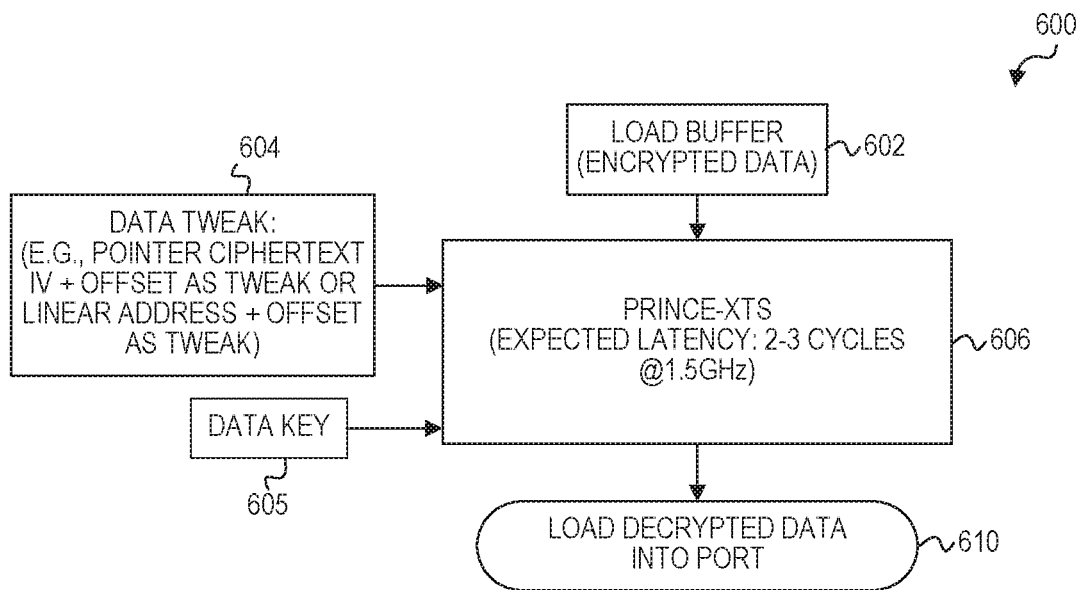 600
LOAD BUFFER
(ENCRYPTED DATA)
602
604
DATA TWEAK:
(E.G., POINTER CIPHERTEXT
IV + OFFSET AS TWEAK OR
LINEAR ADDRESS + OFFSET
AS TWEAK)
PRINCE-XTS
(EXPECTED LATENCY: 2-3 CYCLES
@1.5GHz)
606
DATA KEY
605
LOAD DECRYPTED DATA
INTO PORT
610